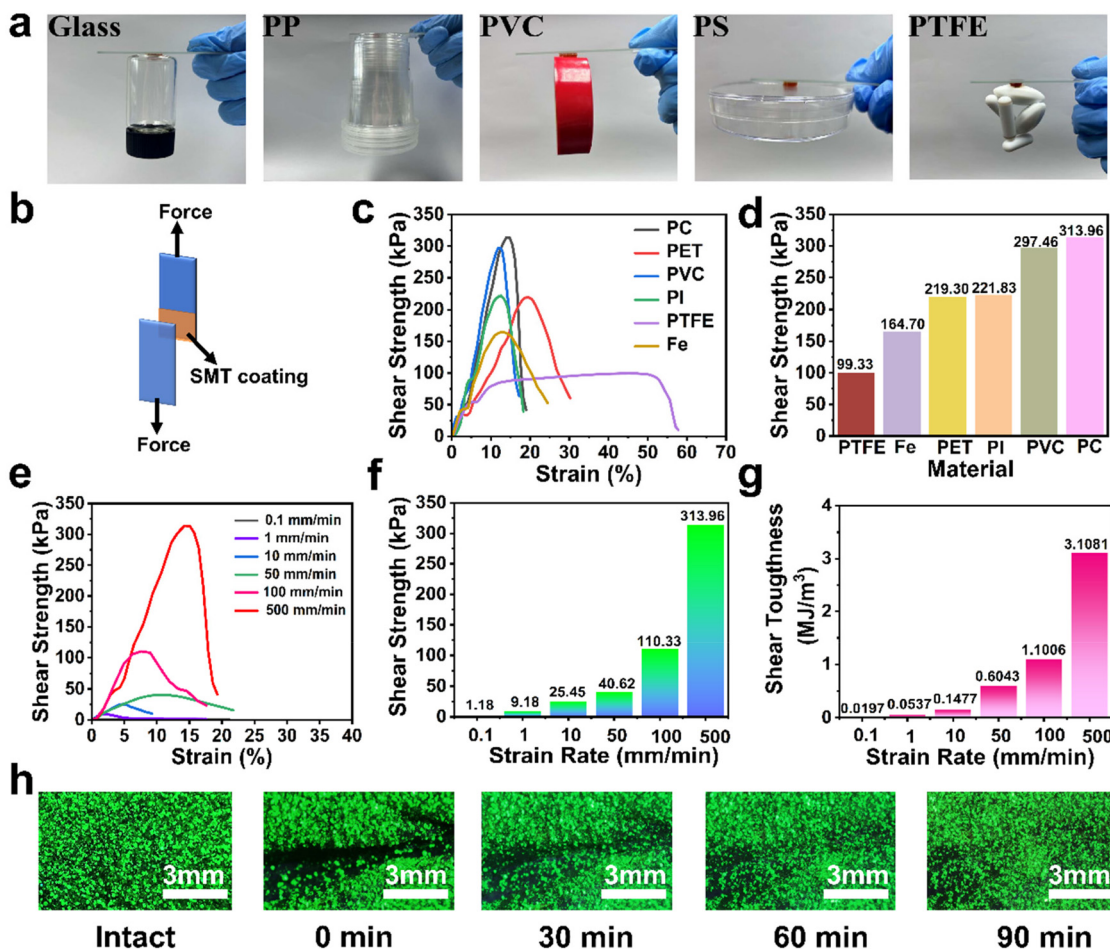 a
Glass
PP
PVC
PS
PTFE
b
Force
SMT coating
Force
c
Shear Strength (kPa)
350
300
250
200
150
100
50
0
PC
PET
PVC
PI
PTFE
Fe
0 10 20 30 40 50 60 70
Strain (%)
d
Shear Strength (kPa)
350
300
250
200
150
100
50
0
99.33
164.70
219.30
221.83
297.46
313.96
PTFE Fe PET PI PVC PC
Material
e
Shear Strength (kPa)
350
300
250
200
150
100
50
0
0.1 mm/min
1 mm/min
10 mm/min
50 mm/min
100 mm/min
500 mm/min
0 5 10 15 20 25 30 35 40
Strain (%)
f
Shear Strength (kPa)
350
300
250
200
150
100
50
0
1.18
9.18
25.45
40.62
110.33
313.96
0.1 1 10 50 100 500
Strain Rate (mm/min)
g
Shear Tougthness
(MJ/m³)
4
3
2
1
0
0.0197
0.0537
0.1477
0.6043
1.1006
3.1081
0.1 1 10 50 100 500
Strain Rate (mm/min)
h
3mm
3mm
3mm
3mm
3mm
Intact
0 min
30 min
60 min
90 min